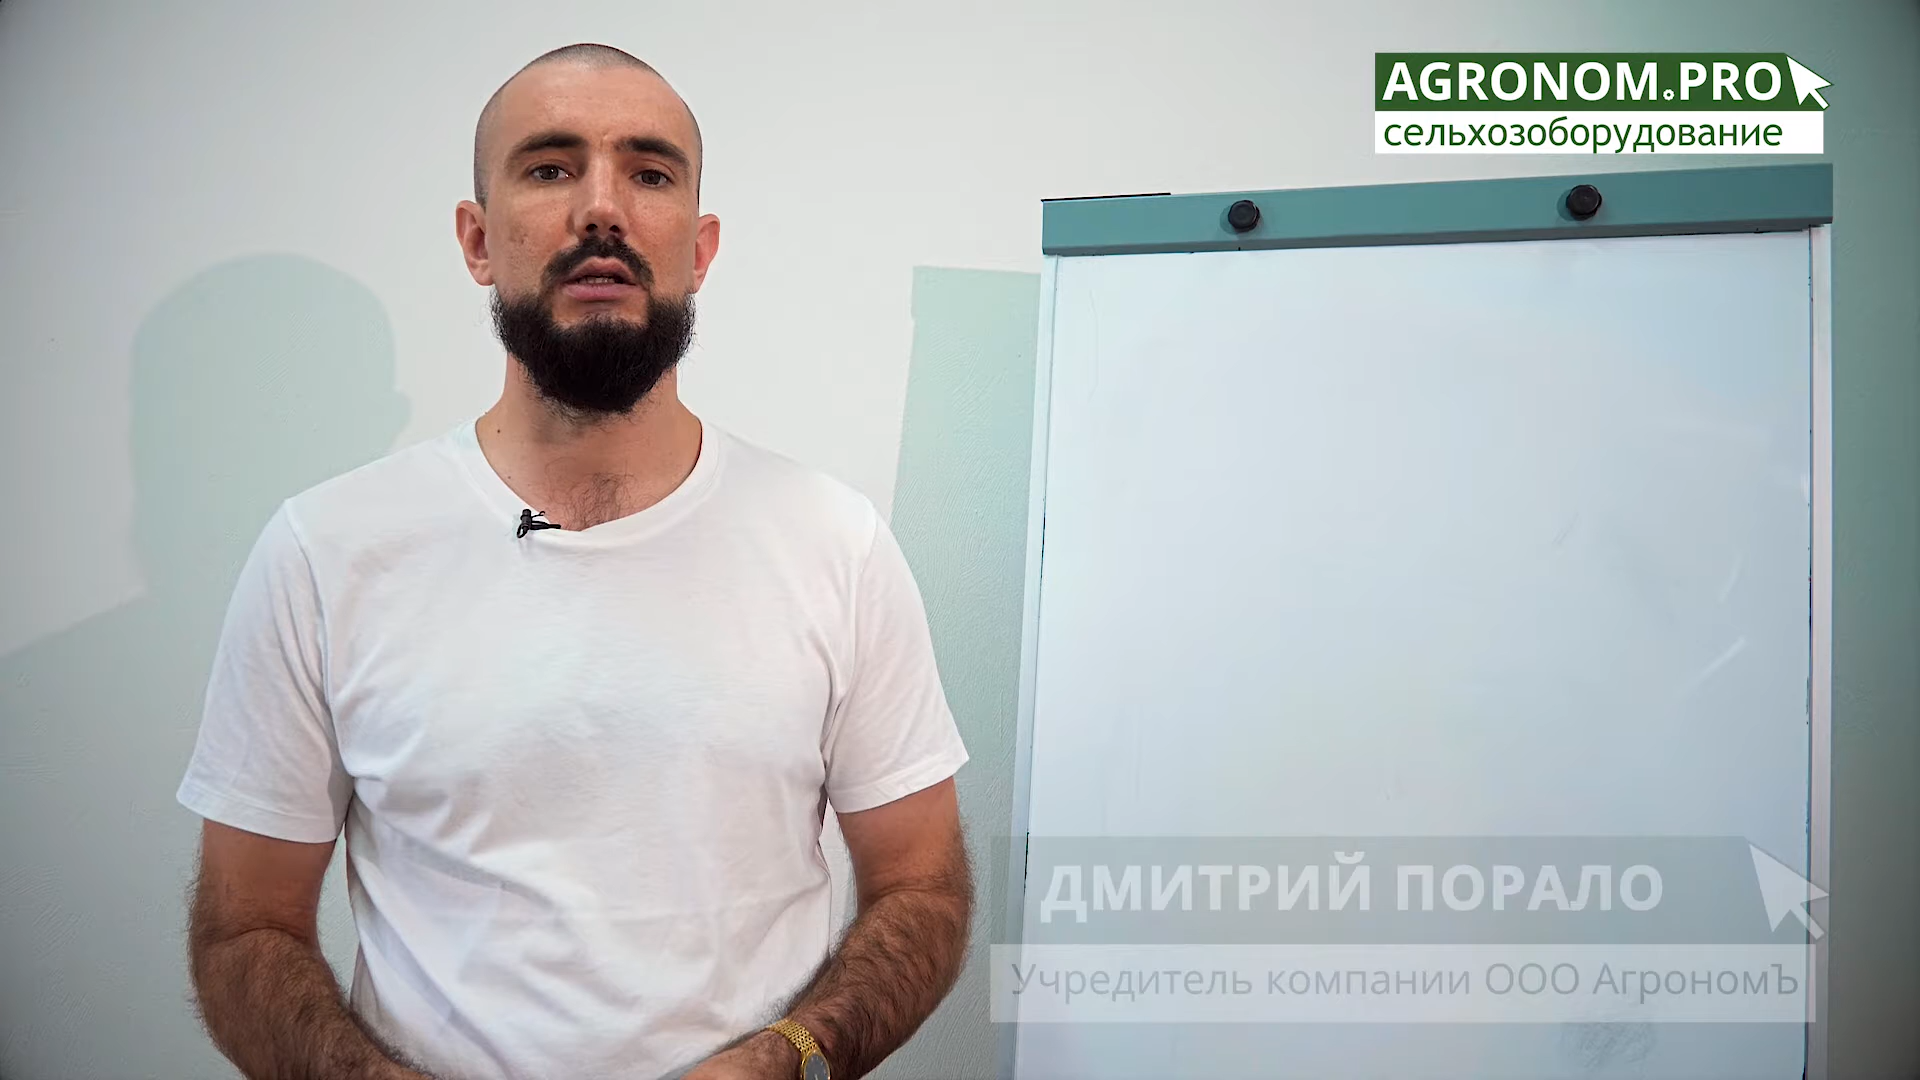 AGRONOM.PRO
сельхозоборудование
ДМИТРИЙ ПОРАЛО
Учредитель компании ООО АгрономЪ